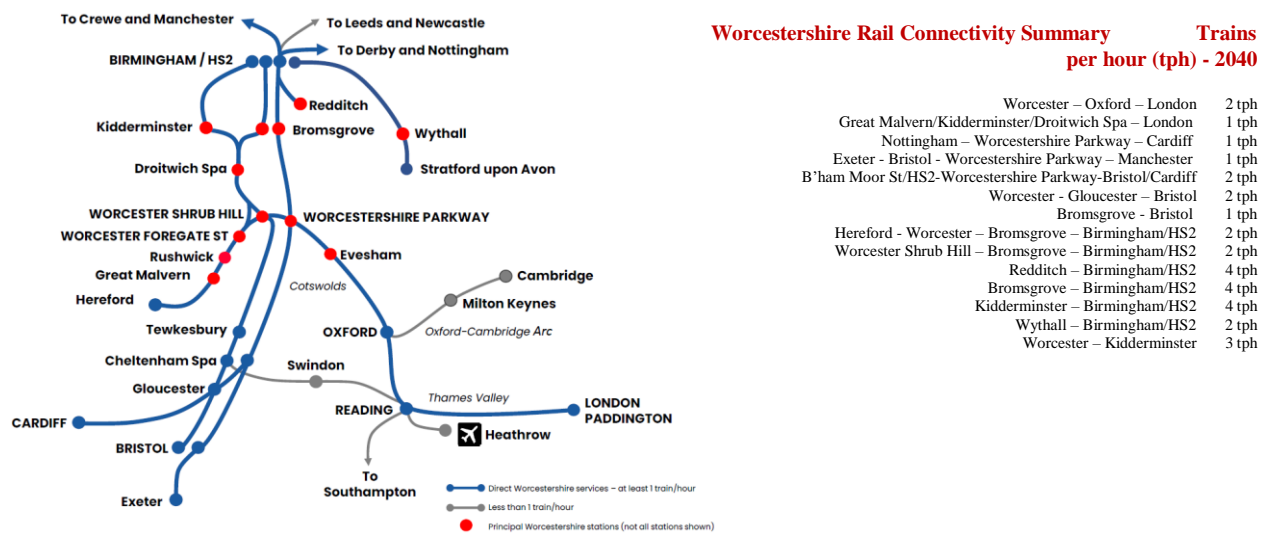 To Crewe and Manchester
To Leeds and Newcastle
To Derby and Nottingham
BIRMINGHAM / HS2
Redditch
Kidderminster
Bromsgrove
Wythall
Droitwich Spa
Stratford upon Avon
WORCESTER SHRUB HILL
WORCESTERSHIRE PARKWAY
WORCESTER FOREGATE ST
Rushwick
Evesham
Great Malvern
Cambridge
Cotswolds
Hereford
Milton Keynes
Tewkesbury
OXFORD
Oxford-Cambridge Arc
Cheltenham Spa
Swindon
Gloucester
Thames Valley
READING
LONDON
PADDINGTON
CARDIFF
Heathrow
BRISTOL
To
Southampton
Exeter
Direct Worcestershire services – at least 1 train/hour
Less than 1 train/hour
Principal Worcestershire stations (not all stations shown)
Worcestershire Rail Connectivity Summary Trains
per hour (tph) - 2040
Worcester – Oxford – London 2 tph
Great Malvern/Kidderminster/Droitwich Spa – London 1 tph
Nottingham – Worcestershire Parkway – Cardiff 1 tph
Exeter - Bristol - Worcestershire Parkway – Manchester 1 tph
B'ham Moor St/HS2-Worcestershire Parkway-Bristol/Cardiff 2 tph
Worcester - Gloucester – Bristol 2 tph
Bromsgrove - Bristol 1 tph
Hereford - Worcester – Bromsgrove – Birmingham/HS2 2 tph
Worcester Shrub Hill – Bromsgrove – Birmingham/HS2 2 tph
Redditch – Birmingham/HS2 4 tph
Bromsgrove – Birmingham/HS2 4 tph
Kidderminster – Birmingham/HS2 4 tph
Wythall – Birmingham/HS2 2 tph
Worcester – Kidderminster 3 tph